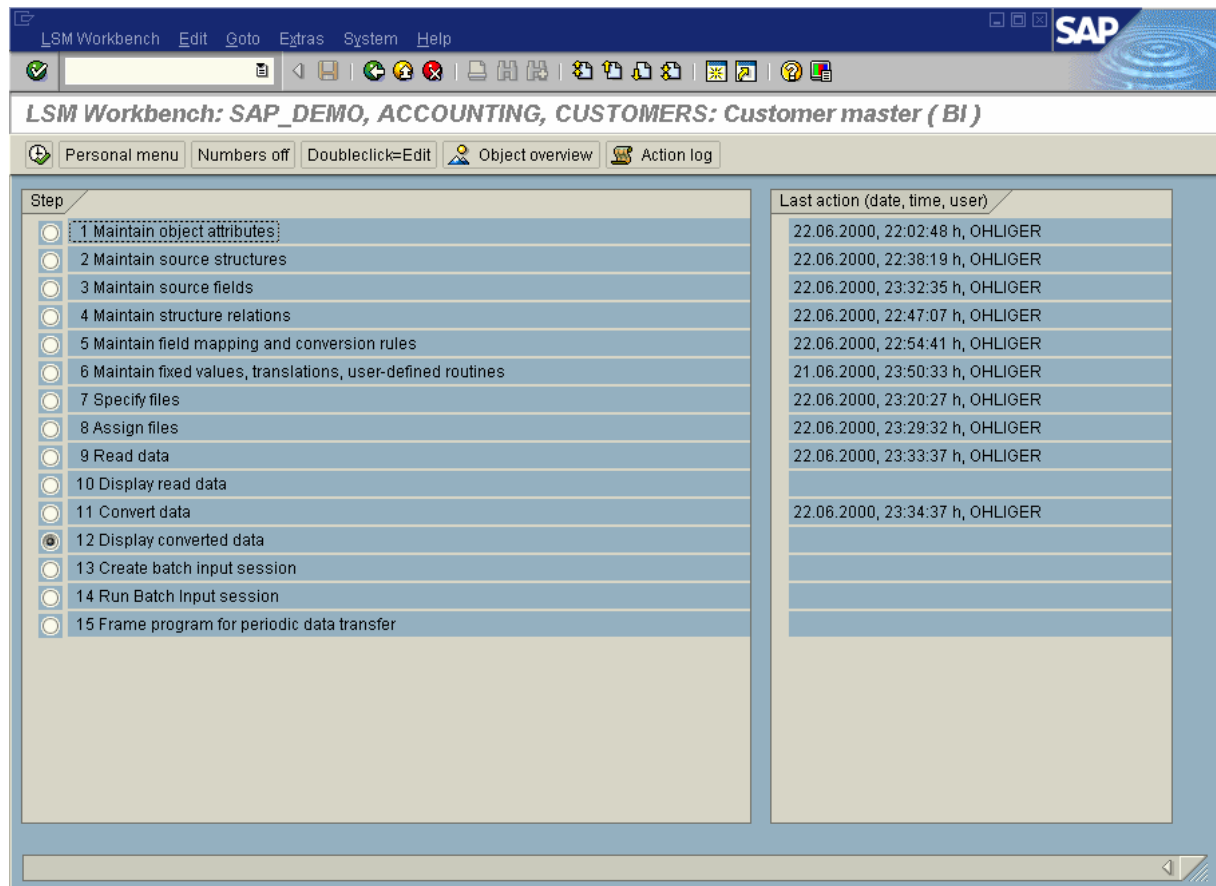 LSM Workbench Edit Goto Extras System Help
SAP
LSM Workbench: SAP_DEMO, ACCOUNTING, CUSTOMERS: Customer master ( BI )
Personal menu Numbers off Doubleclick=Edit Object overview Action log
Step Last action (date, time, user)
1 Maintain object attributes 22.06.2000, 22:02:48 h, OHLIGER
2 Maintain source structures 22.06.2000, 22:38:19 h, OHLIGER
3 Maintain source fields 22.06.2000, 23:32:35 h, OHLIGER
4 Maintain structure relations 22.06.2000, 22:47:07 h, OHLIGER
5 Maintain field mapping and conversion rules 22.06.2000, 22:54:41 h, OHLIGER
6 Maintain fixed values, translations, user-defined routines 21.06.2000, 23:50:33 h, OHLIGER
7 Specify files 22.06.2000, 23:20:27 h, OHLIGER
8 Assign files 22.06.2000, 23:29:32 h, OHLIGER
9 Read data 22.06.2000, 23:33:37 h, OHLIGER
10 Display read data
11 Convert data 22.06.2000, 23:34:37 h, OHLIGER
12 Display converted data
13 Create batch input session
14 Run Batch Input session
15 Frame program for periodic data transfer